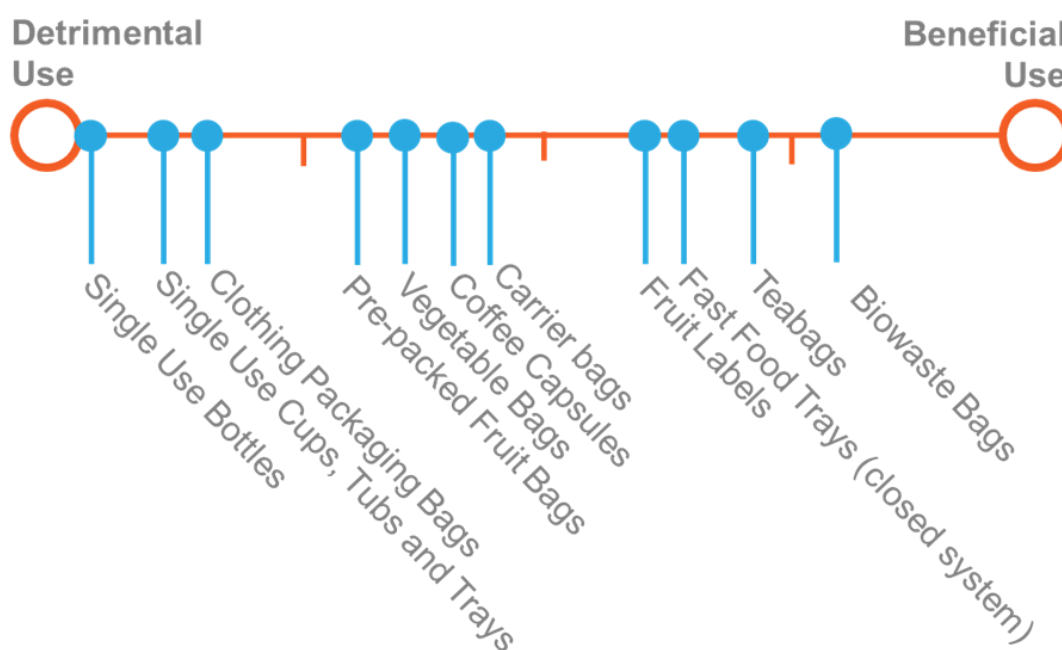 Detrimental
Use
Beneficial
Use
Single Use Bottles
Single Use Cups, Tubs and Trays
Clothing Packaging Bags
Pre-packed Fruit Bags
Vegetable Bags
Coffee Capsules
Carrier bags
Fruit Labels
Fast Food Trays (closed system)
Teabags
Biowaste Bags